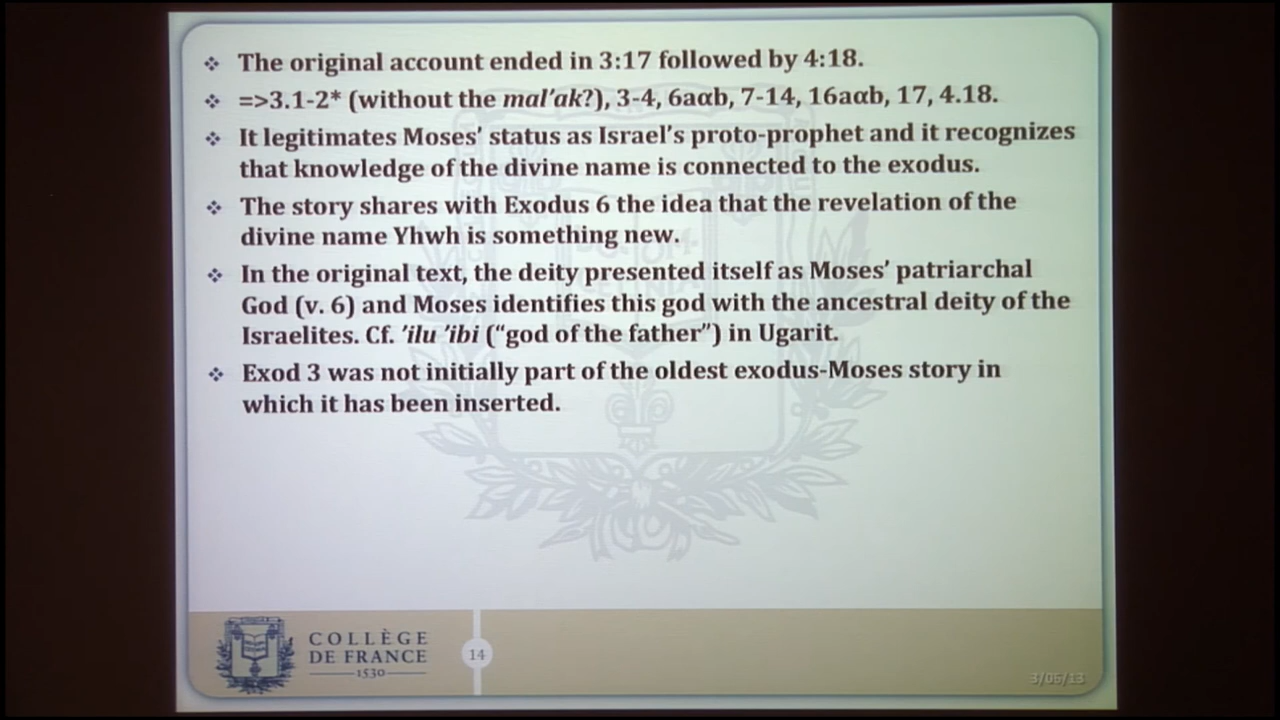 ❖ The original account ended in 3:17 followed by 4:18.
❖ =>3.1-2* (without the mal’ak?), 3-4, 6aαb, 7-14, 16aαb, 17, 4.18.
❖ It legitimates Moses’ status as Israel’s proto-prophet and it recognizes
that knowledge of the divine name is connected to the exodus.
❖ The story shares with Exodus 6 the idea that the revelation of the
divine name Yhwh is something new.
❖ In the original text, the deity presented itself as Moses’ patriarchal
God (v. 6) and Moses identifies this god with the ancestral deity of the
Israelites. Cf. ’ilu ’ibi (“god of the father”) in Ugarit.
❖ Exod 3 was not initially part of the oldest exodus-Moses story in
which it has been inserted.
COLLÈGE
DE FRANCE
1530
14
3/05/13